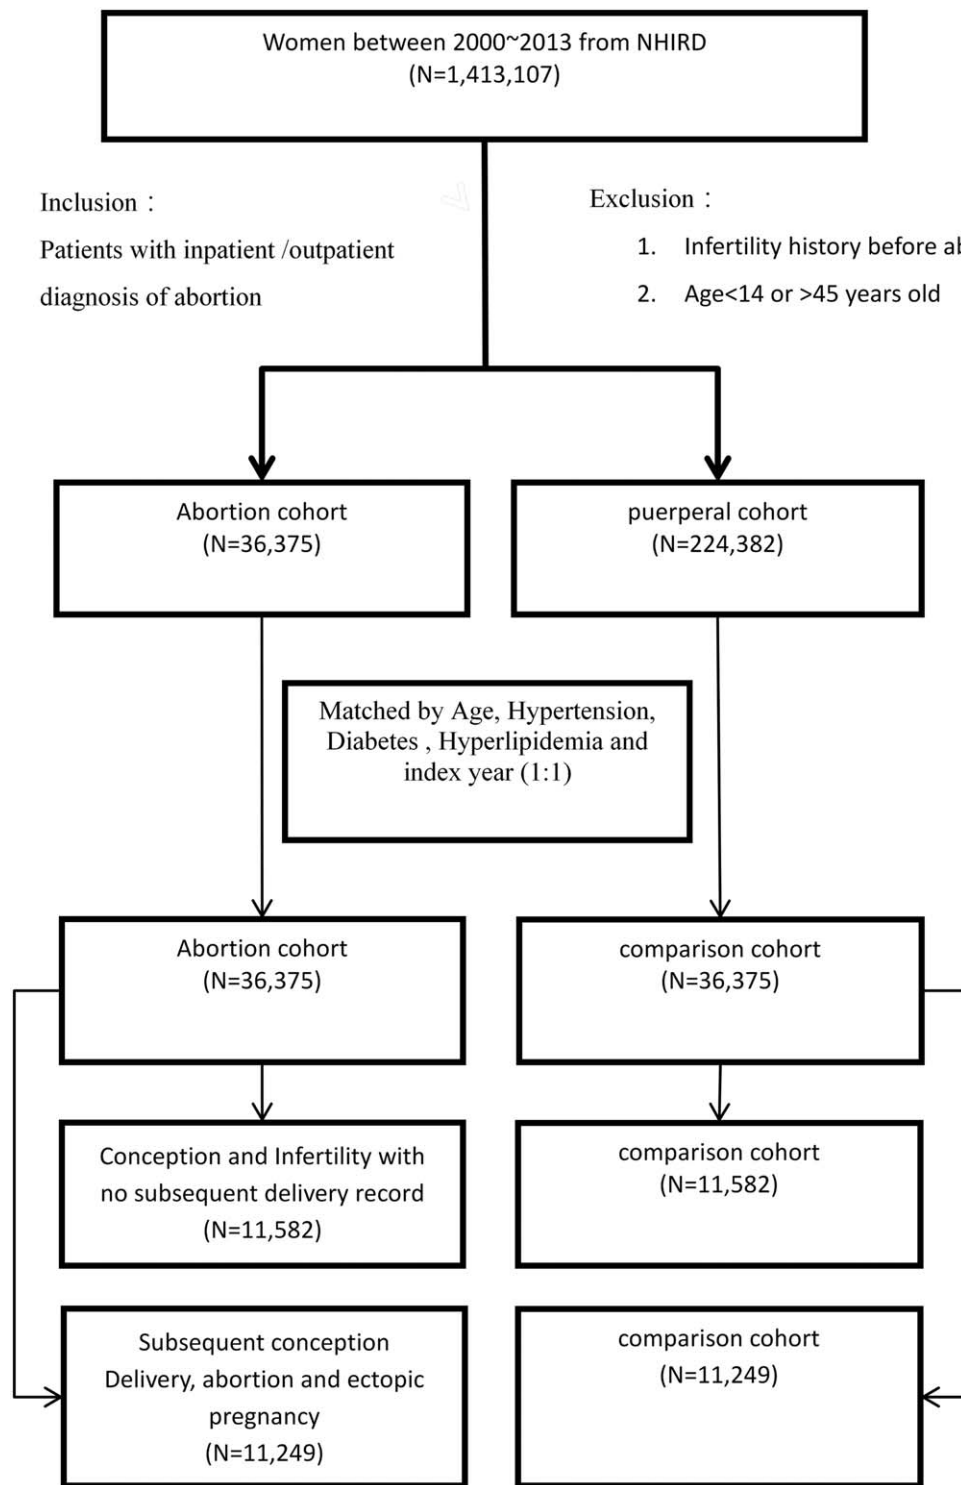 Women between 2000~2013 from NHIRD
(N=1,413,107)
Inclusion：
Patients with inpatient /outpatient
diagnosis of abortion
Exclusion：
1. Infertility history before
2. Age<14 or >45 years old
Abortion cohort
(N=36,375)
puerperal cohort
(N=224,382)
Matched by Age, Hypertension,
Diabetes , Hyperlipidemia and
index year (1:1)
Abortion cohort
(N=36,375)
comparison cohort
(N=36,375)
Conception and Infertility with
no subsequent delivery record
(N=11,582)
comparison cohort
(N=11,582)
Subsequent conception
Delivery, abortion and ectopic
pregnancy
(N=11,249)
comparison cohort
(N=11,249)